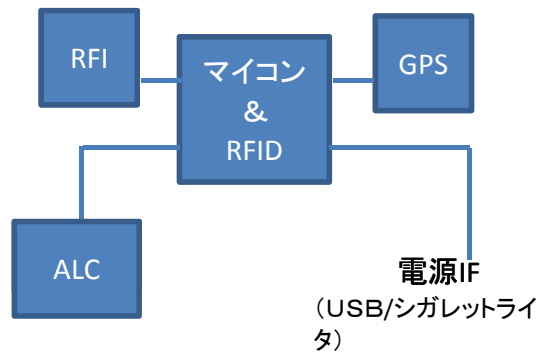 RFI
マイコン
&
RFID
GPS
ALC
電源IF
（USB/シガレットライ
タ）